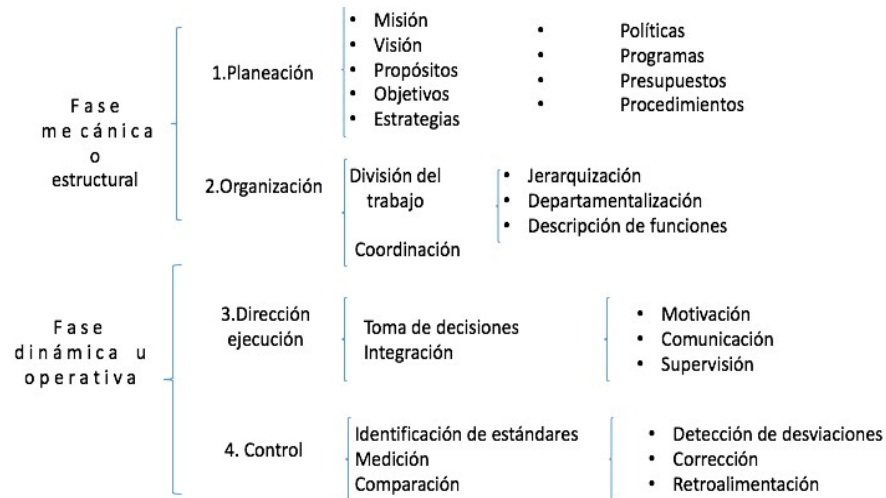 Fase
mecánica
o
estructural
1.Planeación
• Misión
• Visión
• Propósitos
• Objetivos
• Estrategias
• Políticas
• Programas
• Presupuestos
• Procedimientos
2.Organización
División del
trabajo
Coordinación
• Jerarquización
• Departamentalización
• Descripción de funciones
Fase
dinámica u
operativa
3.Dirección
ejecución
Toma de decisiones
Integración
• Motivación
• Comunicación
• Supervisión
4. Control
Identificación de estándares
Medición
Comparación
• Detección de desviaciones
• Corrección
• Retroalimentación